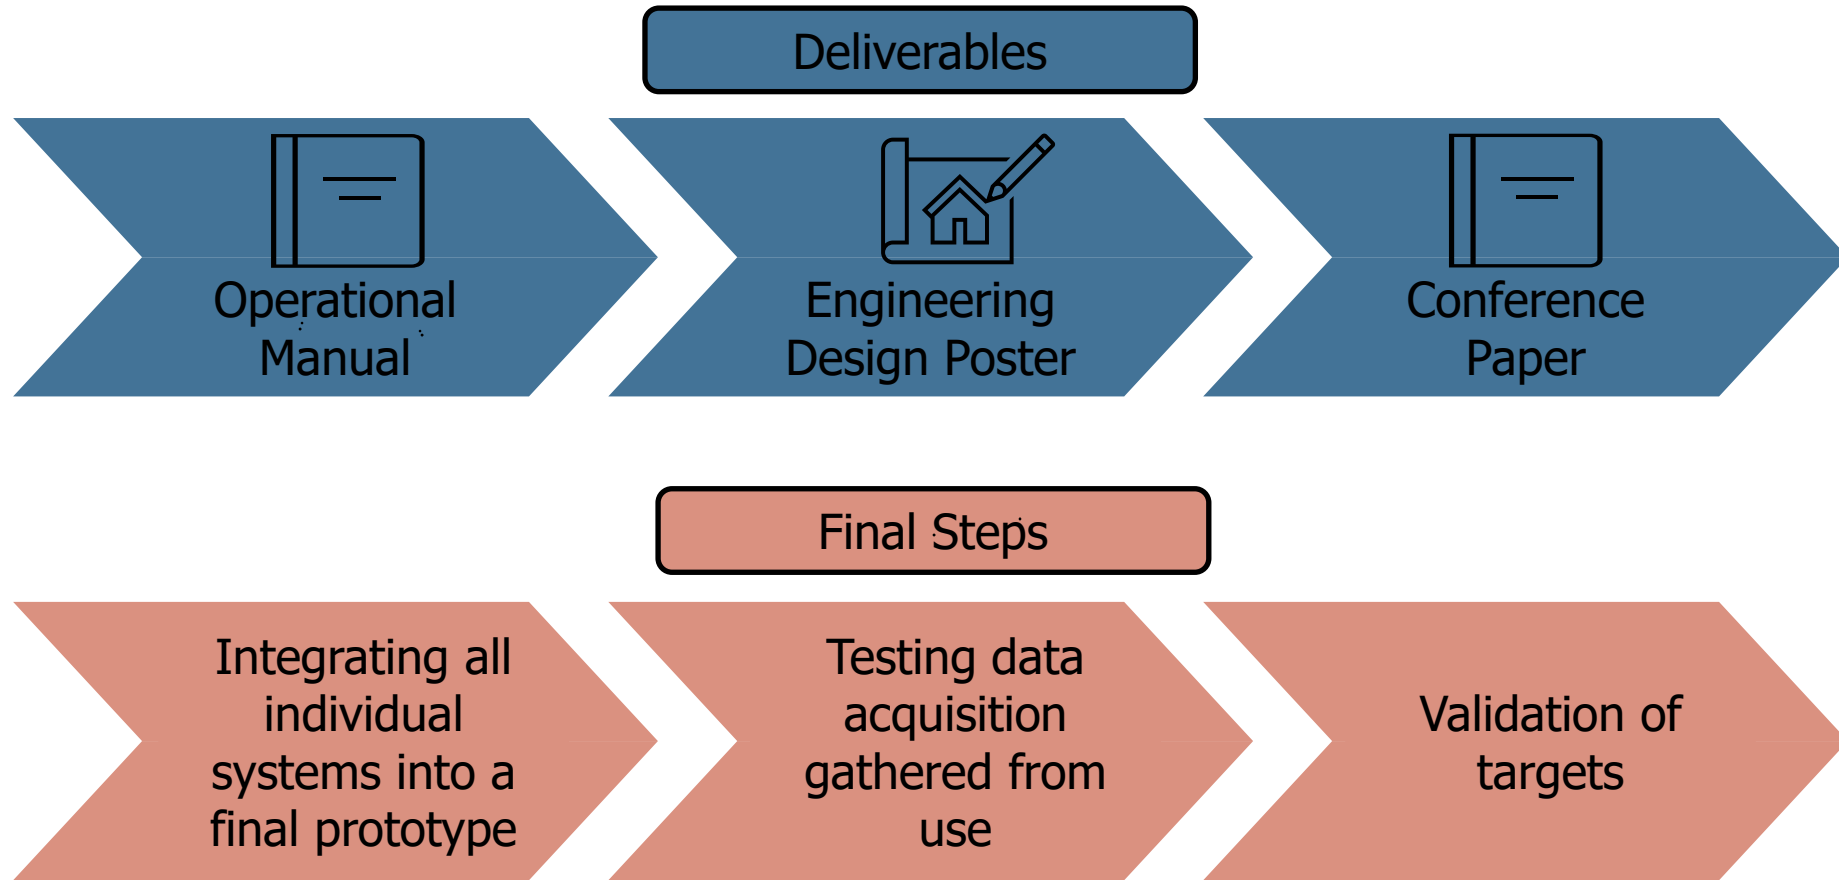 Deliverables
Operational
Manual
Engineering
Design Poster
Conference
Paper
Final Steps
Integrating all
individual
systems into a
final prototype
Testing data
acquisition
gathered from
use
Validation of
targets